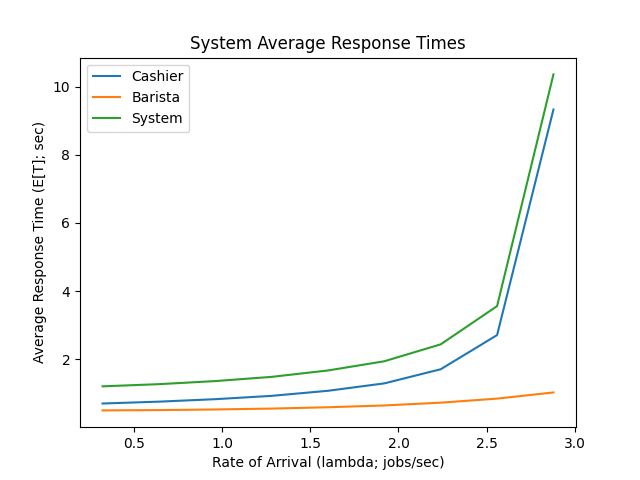 System Average Response Times
Cashier
Barista
System
Average Response Time (E[T]; sec)
10
8
6
4
2
0.5 1.0 1.5 2.0 2.5 3.0
Rate of Arrival (lambda; jobs/sec)